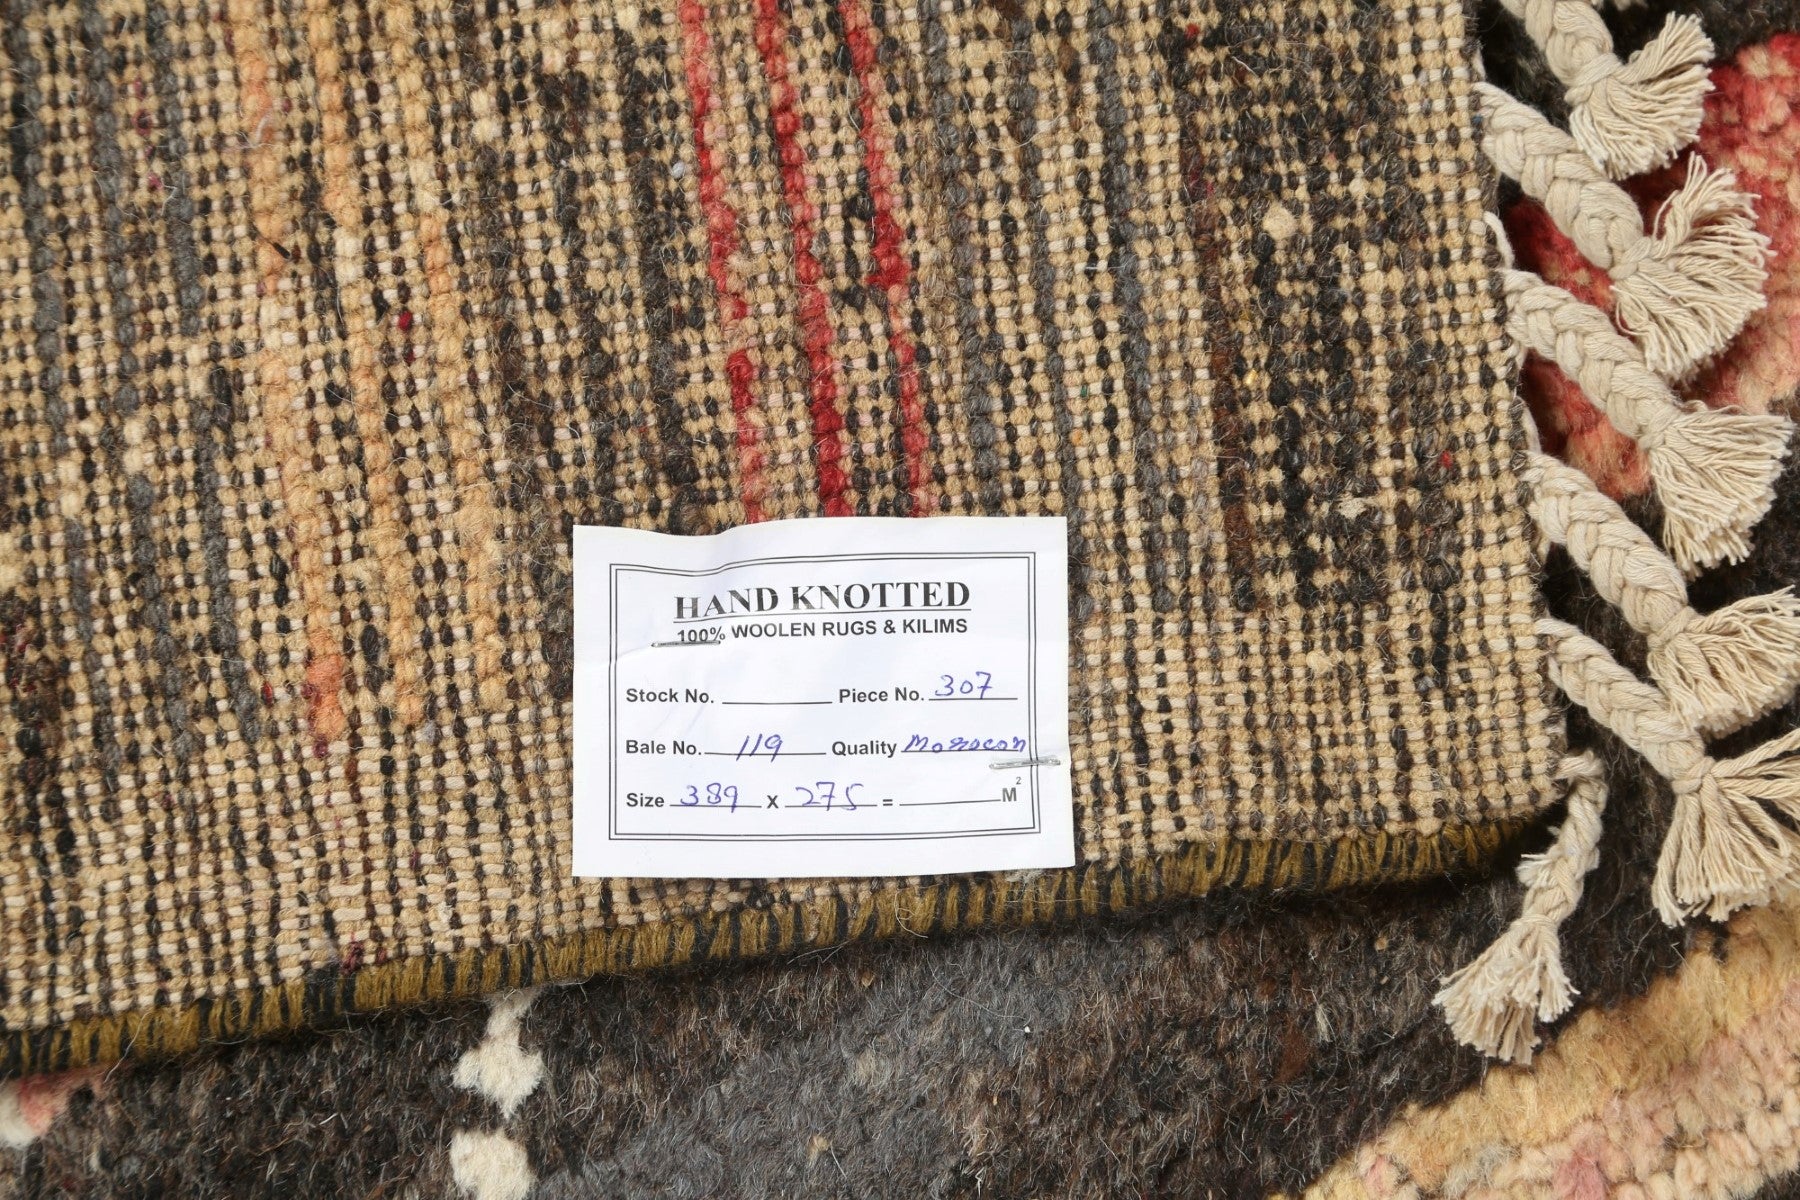 HAND KNOTTED
100% WOOLEN RUGS & KILIMS
Stock No. Piece No. 307
Bale No. 119 Quality Moroccon
Size 389 x 275 = M²